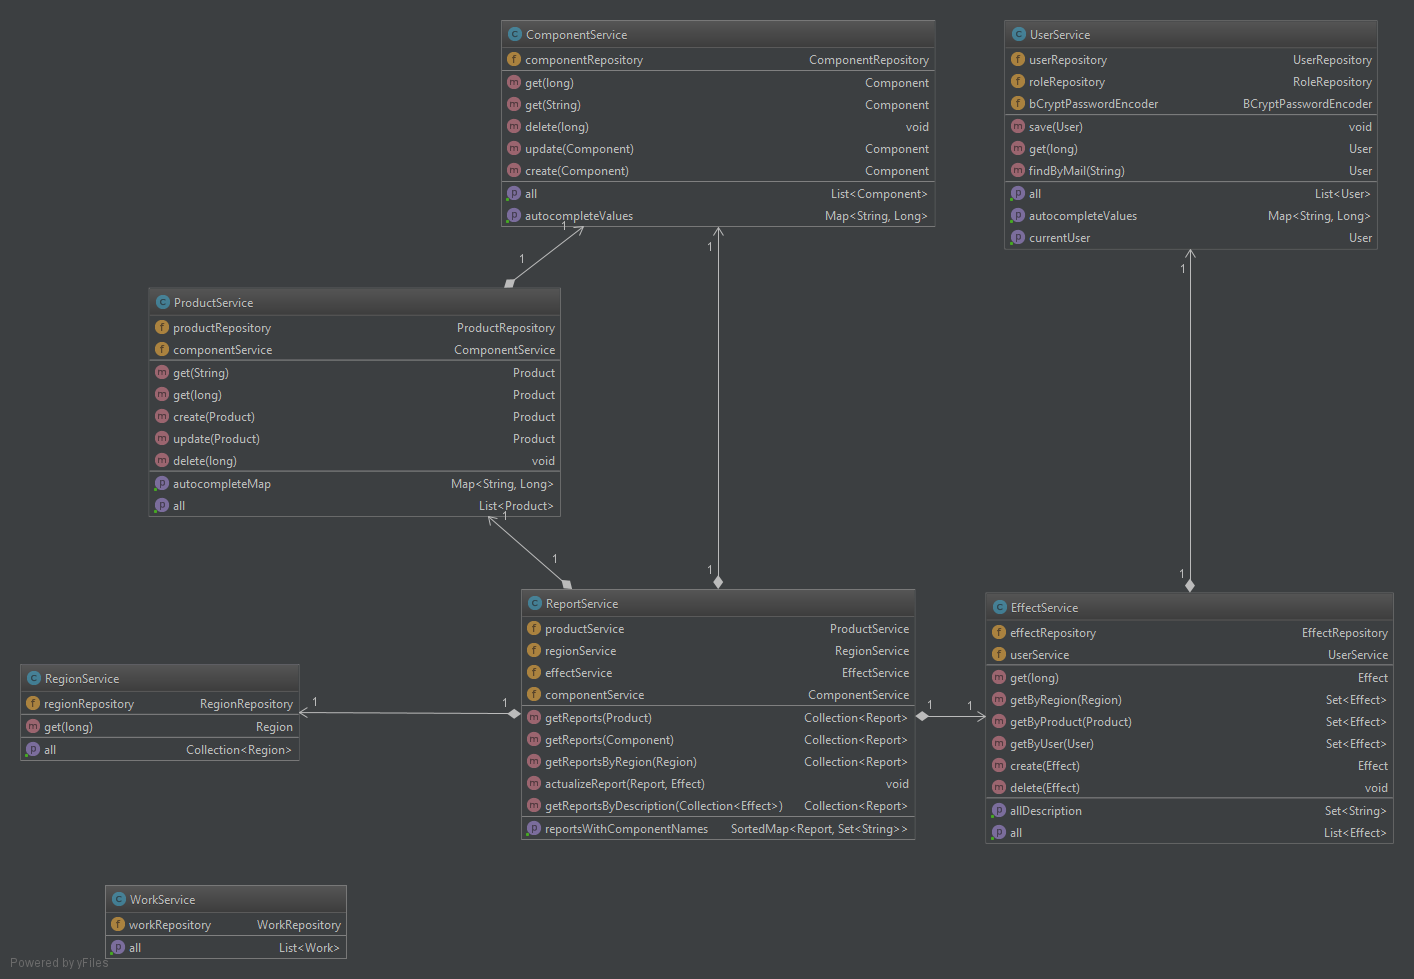 ComponentService
componentRepository ComponentRepository
get(long) Component
get(String) Component
delete(long) void
update(Component) Component
create(Component) Component
all List<Component>
autocompleteValues Map<String, Long>
UserService
userRepository UserRepository
roleRepository RoleRepository
bCryptPasswordEncoder BCryptPasswordEncoder
save(User) void
get(long) User
findByMail(String) User
all List<User>
autocompleteValues Map<String, Long>
currentUser User
1
1
1
1
ProductService
productRepository ProductRepository
componentService ComponentService
get(String) Product
get(long) Product
create(Product) Product
update(Product) Product
delete(long) void
autocompleteMap Map<String, Long>
all List<Product>
1
1
1
1
ReportService
productService ProductService
regionService RegionService
effectService EffectService
componentService ComponentService
getReports(Product) Collection<Report>
getReports(Component) Collection<Report>
getReportsByRegion(Region) Collection<Report>
actualizeReport(Report, Effect) void
getReportsByDescription(Collection<Effect>) Collection<Report>
reportsWithComponentNames SortedMap<Report, Set<String>>
EffectService
effectRepository EffectRepository
userService UserService
get(long) Effect
getByRegion(Region) Set<Effect>
getByProduct(Product) Set<Effect>
getByUser(User) Set<Effect>
create(Effect) Effect
delete(Effect) void
allDescription Set<String>
all List<Effect>
RegionService
regionRepository RegionRepository
get(long) Region
all Collection<Region>
1
1
1
1
WorkService
workRepository WorkRepository
all List<Work>
Powered by yFiles